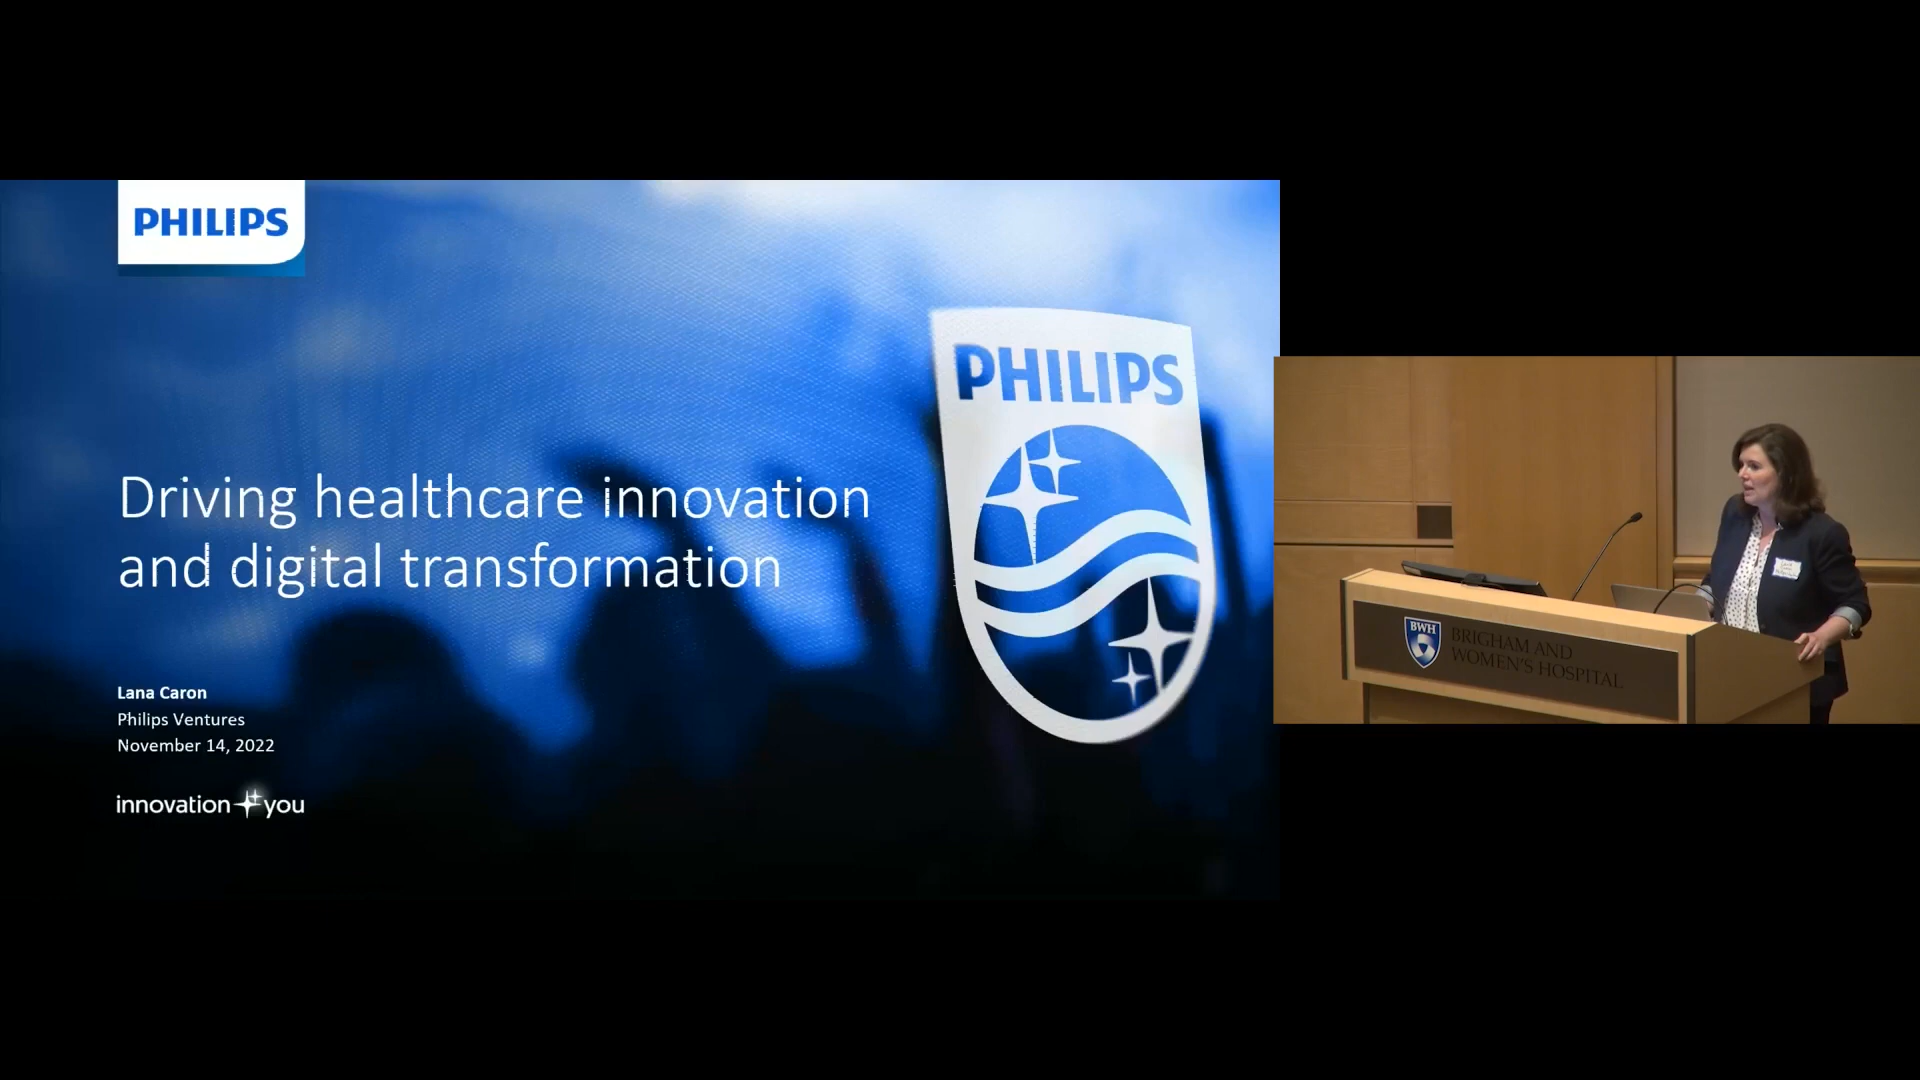 PHILIPS
PHILIPS
Driving healthcare innovation
and digital transformation
Lana Caron
Philips Ventures
November 14, 2022
innovation you
BWH
BRIGHAM AND
WOMEN'S HOSPITAL